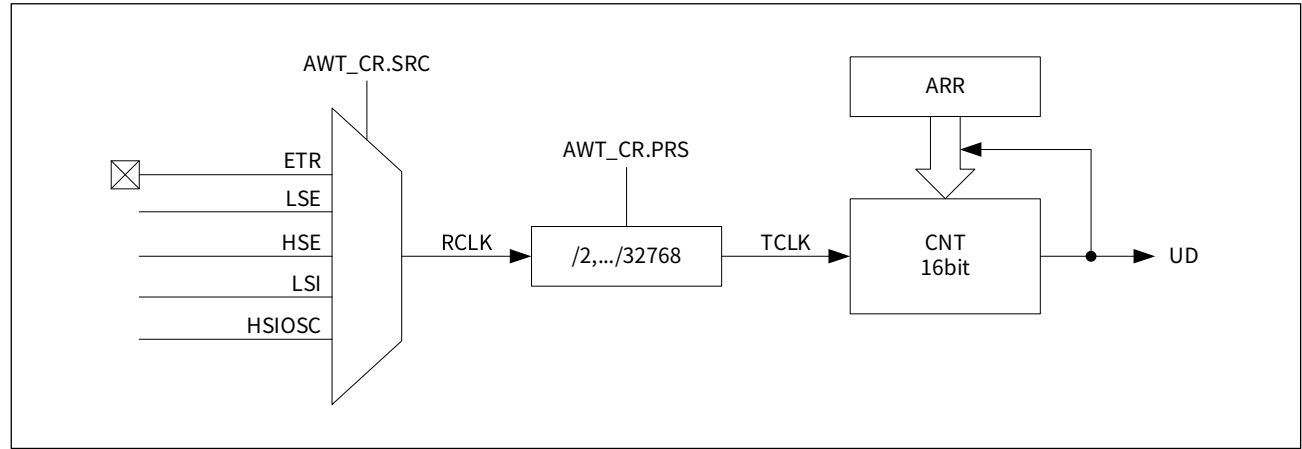 AWT_CR.SRC
ARR
ETR
AWT_CR.PRS
LSE
HSE
RCLK
/2,.../32768
TCLK
CNT
16bit
UD
LSI
HSIOSC